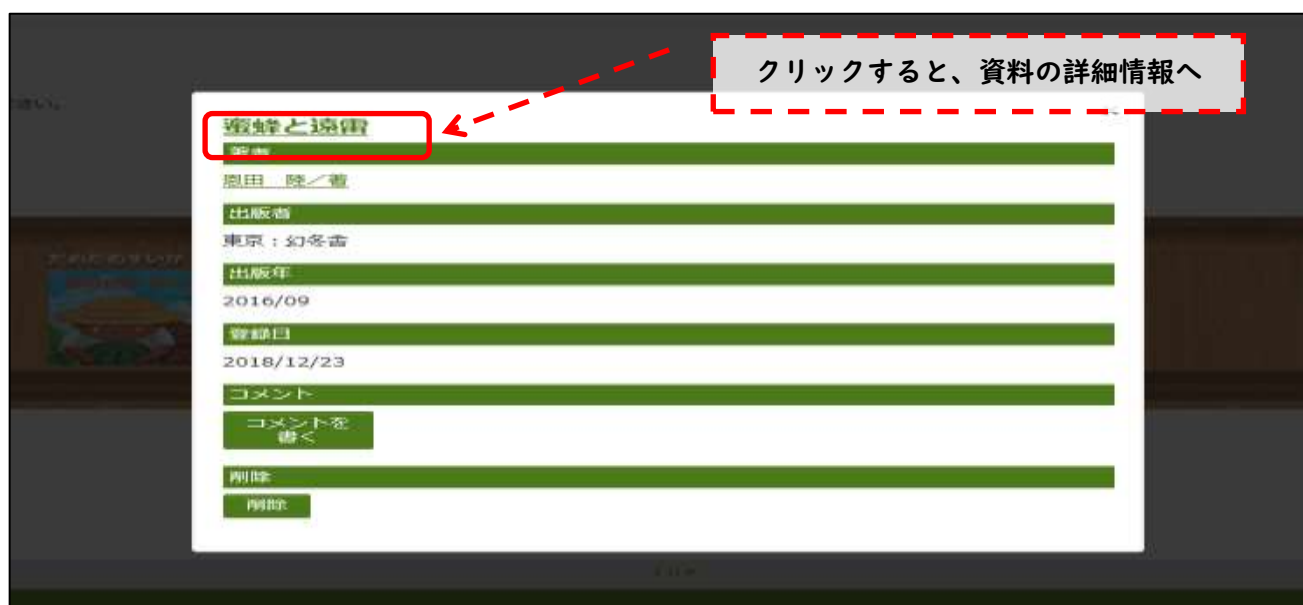 クリックすると、資料の詳細情報へ
さい。
蜜蜂と遠雷
著者
恩田 陸／著
出版者
東京：幻冬舎
出版年
2016/09
登録日
2018/12/23
コメント
コメントを
書く
削除
削除